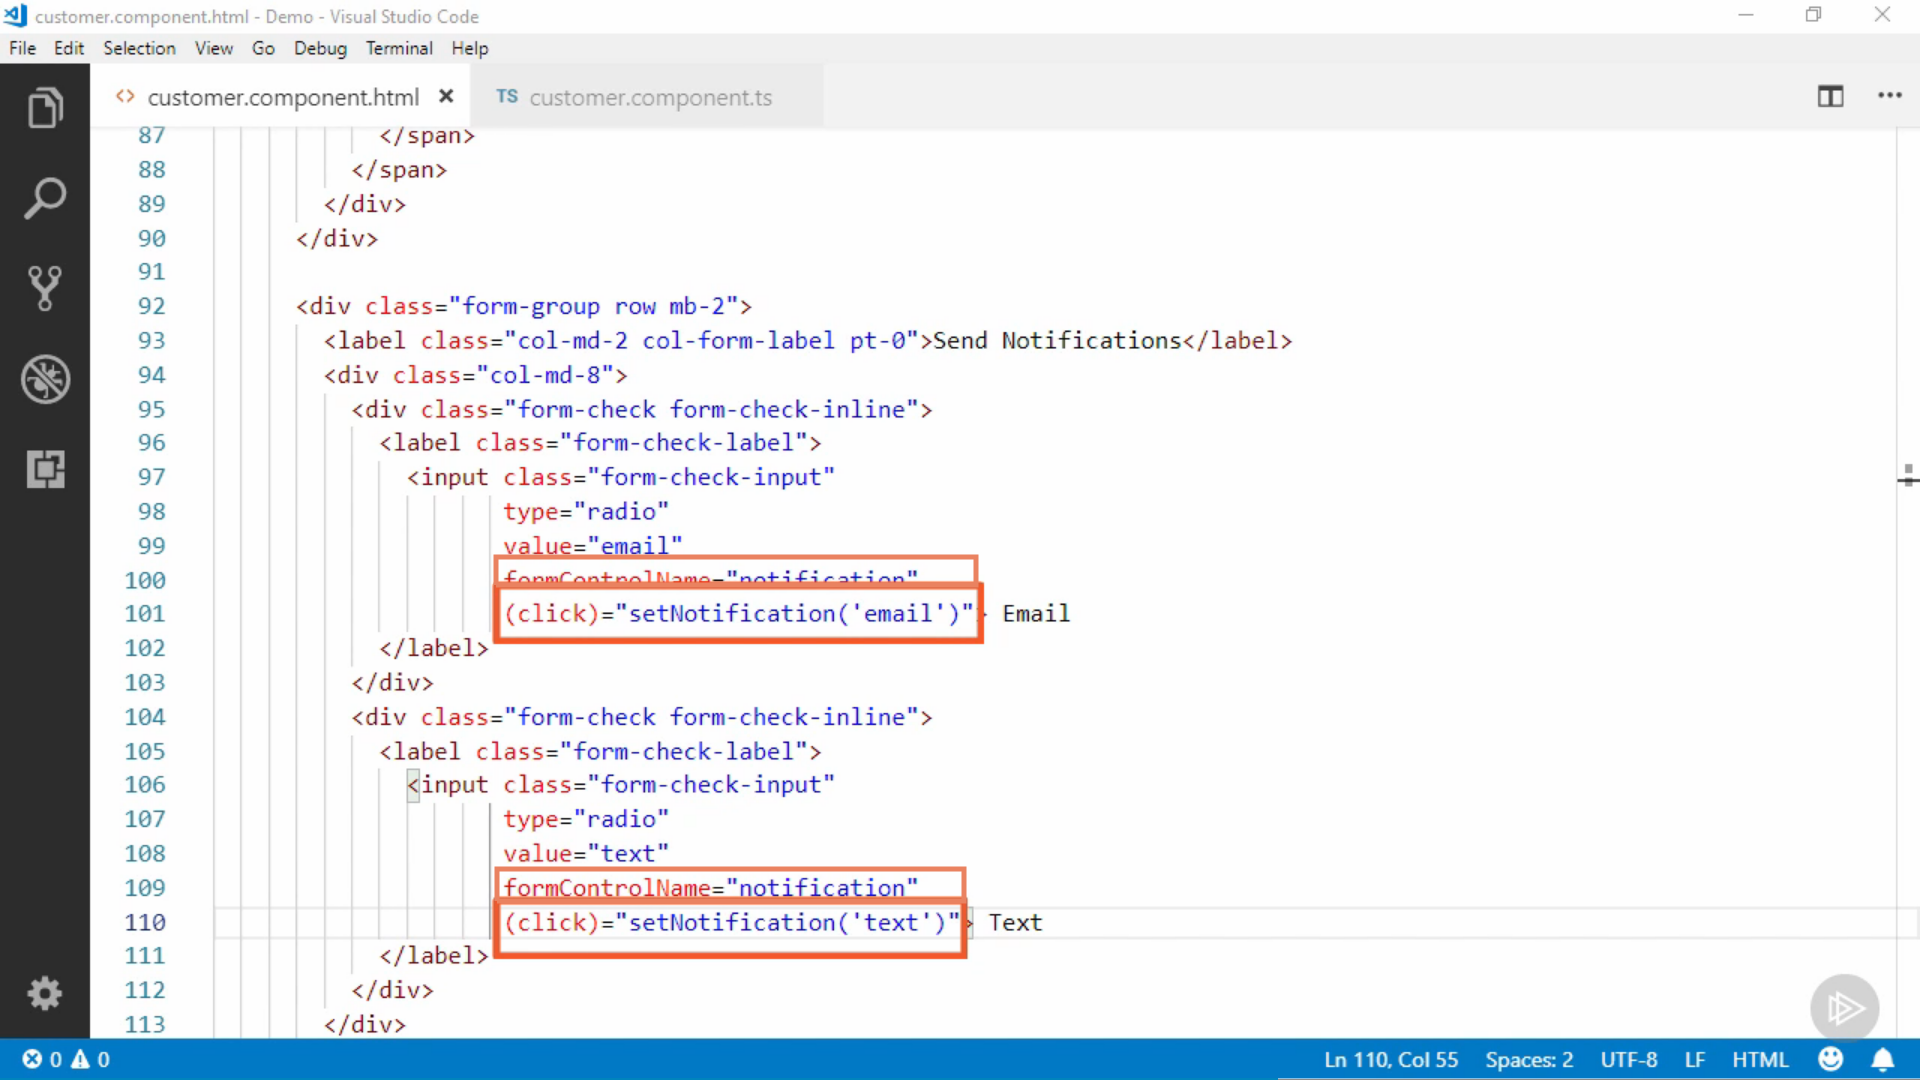 customer.component.html - Demo - Visual Studio Code
File Edit Selection View Go Debug Terminal Help
<> customer.component.html × TS customer.component.ts
87 </span>
88 </span>
89 </div>
90 </div>
91
92 <div class="form-group row mb-2">
93 <label class="col-md-2 col-form-label pt-0">Send Notifications</label>
94 <div class="col-md-8">
95 <div class="form-check form-check-inline">
96 <label class="form-check-label">
97 <input class="form-check-input"
98 type="radio"
99 value="email"
100 formControlName="notification"
101 (click)="setNotification('email')"> Email
102 </label>
103 </div>
104 <div class="form-check form-check-inline">
105 <label class="form-check-label">
106 <input class="form-check-input"
107 type="radio"
108 value="text"
109 formControlName="notification"
110 (click)="setNotification('text')"> Text
111 </label>
112 </div>
113 </div>
0 0 Ln 110, Col 55 Spaces: 2 UTF-8 LF HTML